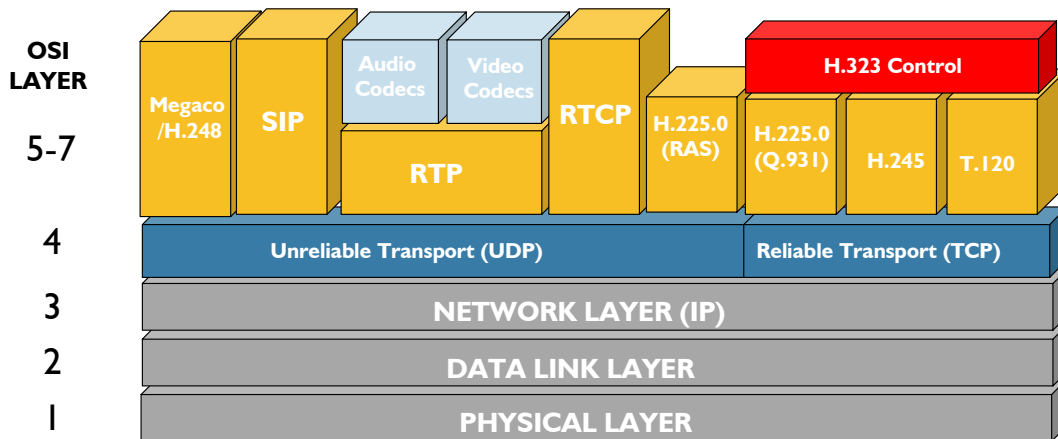 OSI
LAYER
5-7
4
3
2
1
Megaco
/H.248
SIP
Audio
Codecs
Video
Codecs
RTP
RTCP
H.225.0
(RAS)
H.323 Control
H.225.0
(Q.931)
H.245
T.120
Unreliable Transport (UDP)
Reliable Transport (TCP)
NETWORK LAYER (IP)
DATA LINK LAYER
PHYSICAL LAYER